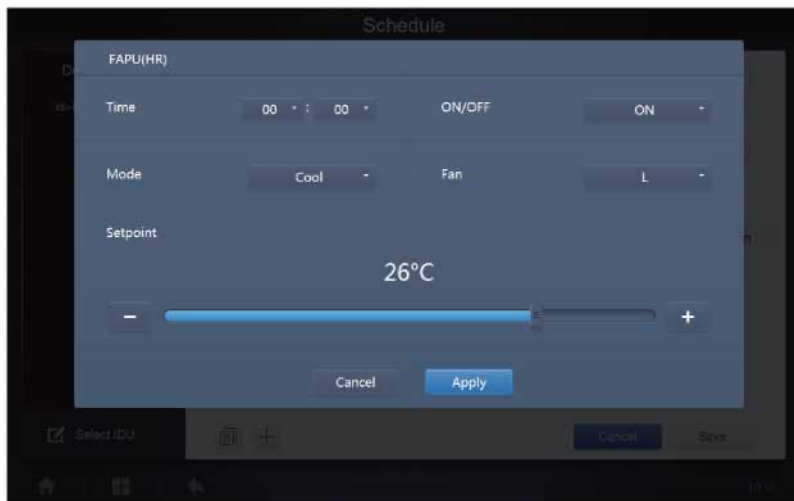 Schedule
FAPU(HR)
Time 00 : 00 ON/OFF ON
Mode Cool Fan L
Setpoint
26°C
− +
Cancel Apply
Select IDU Cancel Save